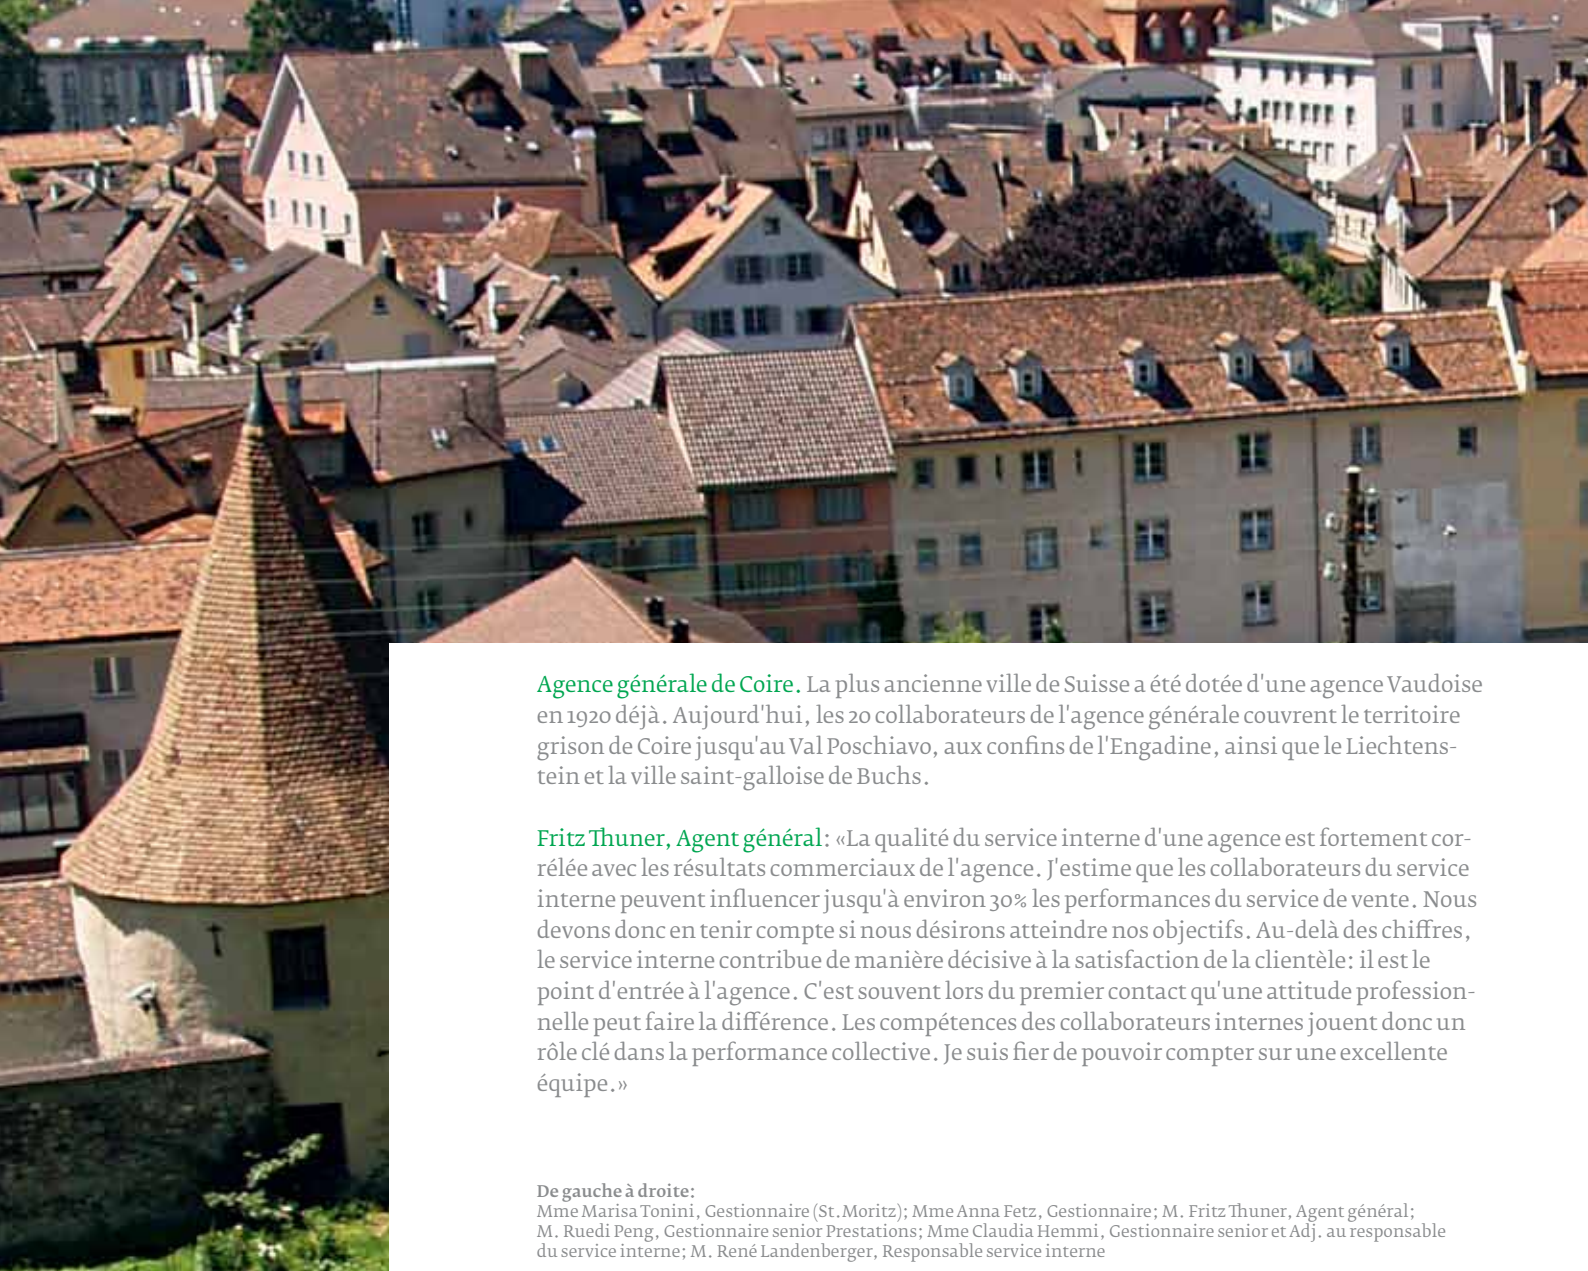 Agence générale de Coire. La plus ancienne ville de Suisse a été dotée d'une agence Vaudoise
en 1920 déjà. Aujourd'hui, les 20 collaborateurs de l'agence générale couvrent le territoire
grison de Coire jusqu'au Val Poschiavo, aux confins de l'Engadine, ainsi que le Liechtens-
tein et la ville saint-galloise de Buchs.
Fritz Thuner, Agent général: «La qualité du service interne d'une agence est fortement cor-
rélée avec les résultats commerciaux de l'agence. J'estime que les collaborateurs du service
interne peuvent influencer jusqu'à environ 30% les performances du service de vente. Nous
devons donc en tenir compte si nous désirons atteindre nos objectifs. Au-delà des chiffres,
le service interne contribue de manière décisive à la satisfaction de la clientèle: il est le
point d'entrée à l'agence. C'est souvent lors du premier contact qu'une attitude profession-
nelle peut faire la différence. Les compétences des collaborateurs internes jouent donc un
rôle clé dans la performance collective. Je suis fier de pouvoir compter sur une excellente
équipe.»
De gauche à droite:
Mme Marisa Tonini, Gestionnaire (St. Moritz); Mme Anna Fetz, Gestionnaire; M. Fritz Thuner, Agent général;
M. Ruedi Peng, Gestionnaire senior Prestations; Mme Claudia Hemmi, Gestionnaire senior et Adj. au responsable
du service interne; M. René Landenberger, Responsable service interne